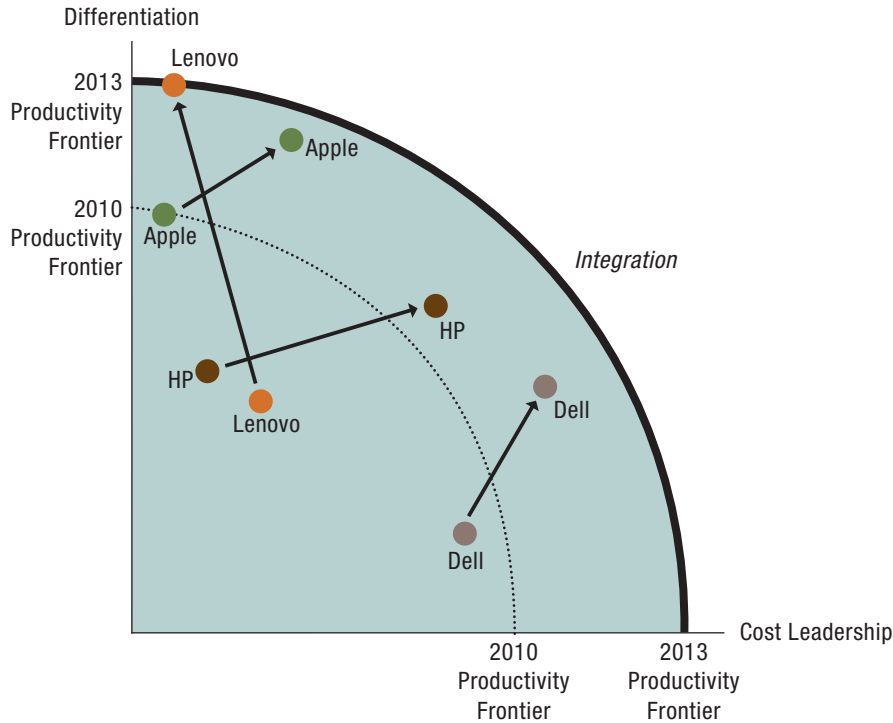 Differentiation
Lenovo
2013
Productivity
Frontier
Apple
2010
Productivity
Frontier
Apple
Integration
HP
HP
Lenovo
Dell
Dell
Cost Leadership
2010
Productivity
Frontier
2013
Productivity
Frontier